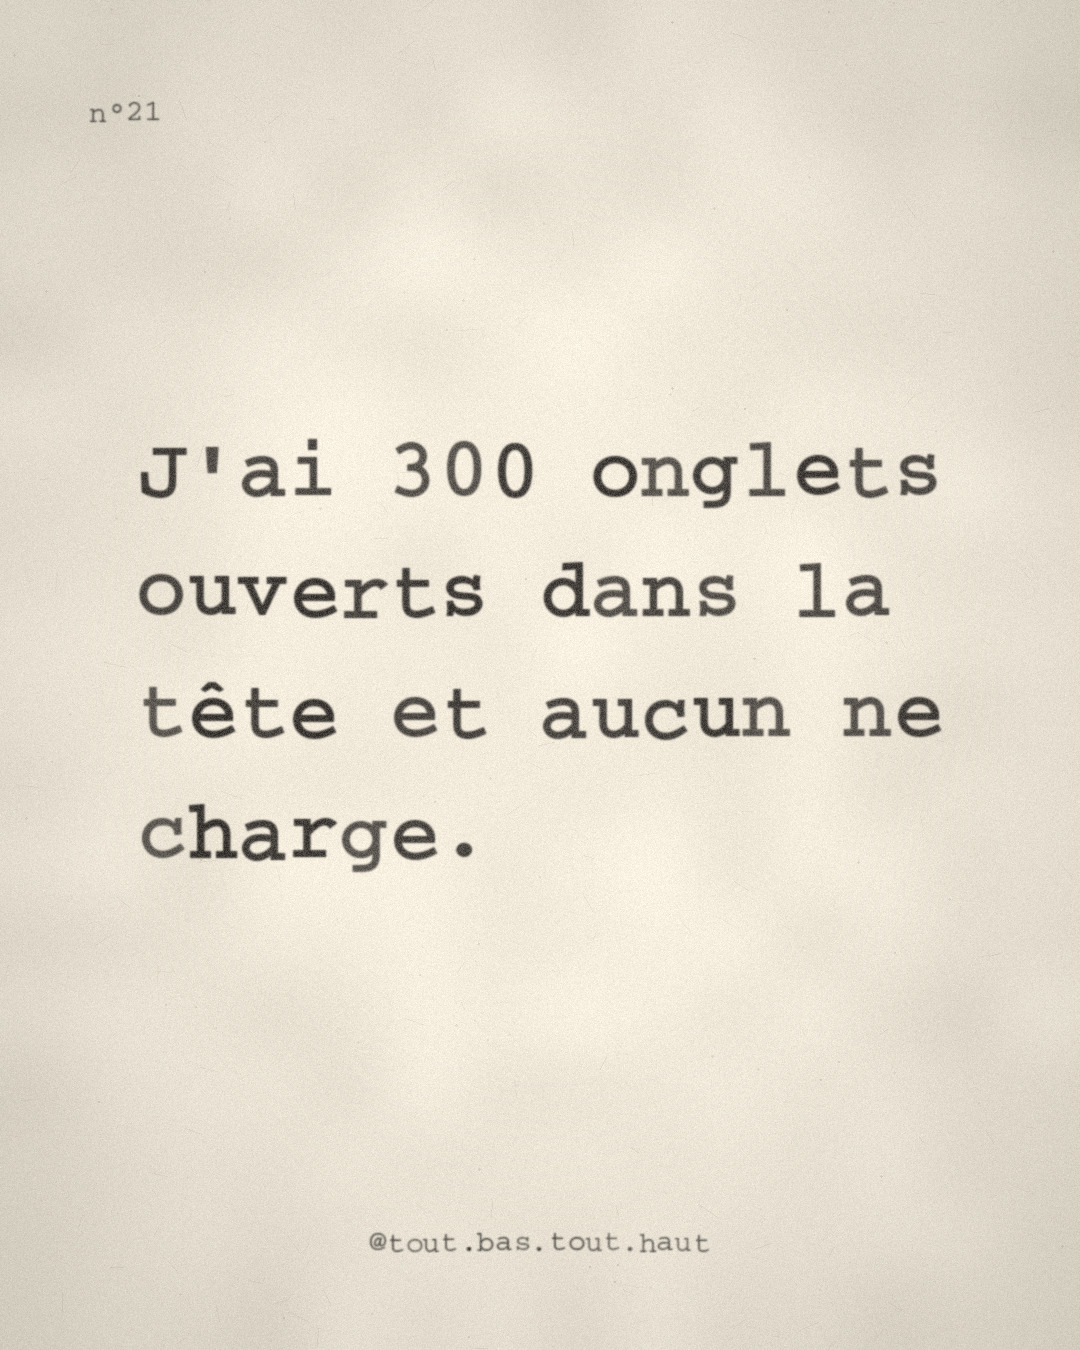 n°21
J'ai 300 onglets
ouverts dans la
tête et aucun ne
charge.
@tout.bas.tout.haut